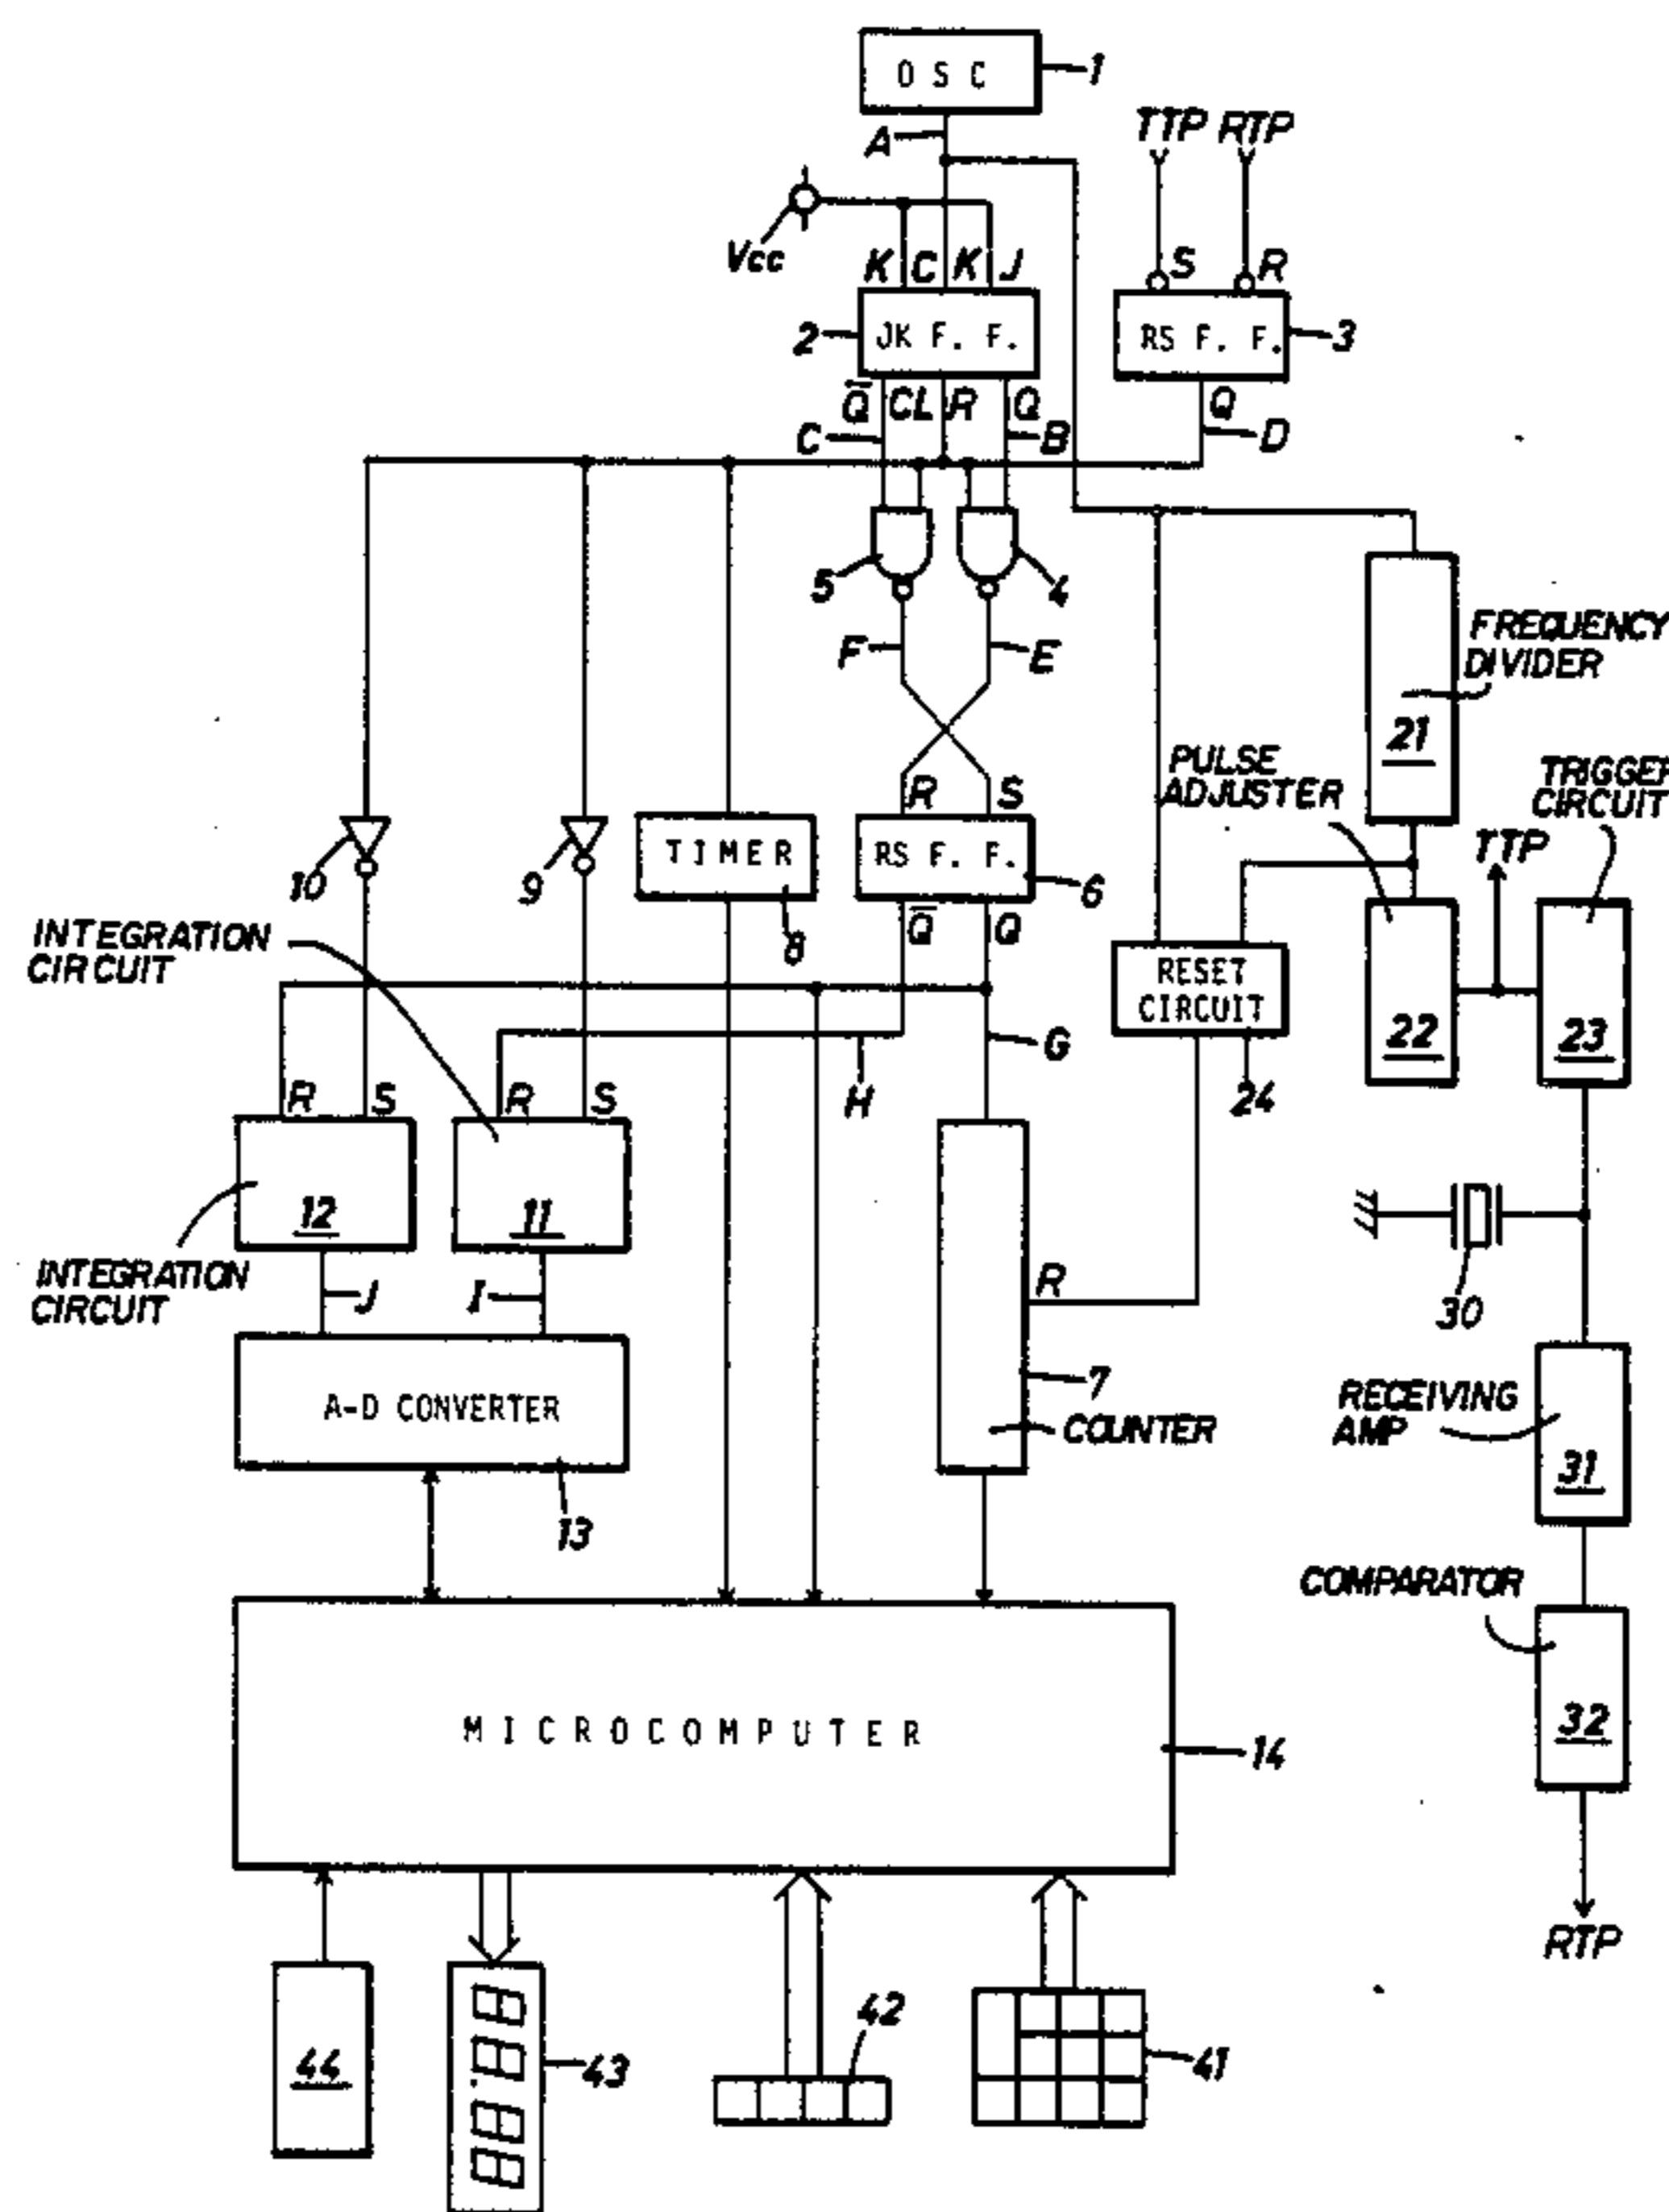 OSC
1
A
TTP RTP
Vcc
K C K J
S R
2
JK F. F.
RS F. F.
3
Q̅ CL R Q
Q
C
B
D
5
4
F
E
FREQUENCY
DIVIDER
21
PULSE
ADJUSTER
TRIGGER
CIRCUIT
R S
TTP
10
9
TIMER
RS F. F.
6
8
Q̅ Q
INTEGRATION
CIRCUIT
RESET
CIRCUIT
22
23
G
H
24
R S
R S
12
11
INTEGRATION
CIRCUIT
J
I
R
30
A-D CONVERTER
7
COUNTER
RECEIVING
AMP
31
13
COMPARATOR
32
MICROCOMPUTER
14
RTP
44
43
42
41
88.88